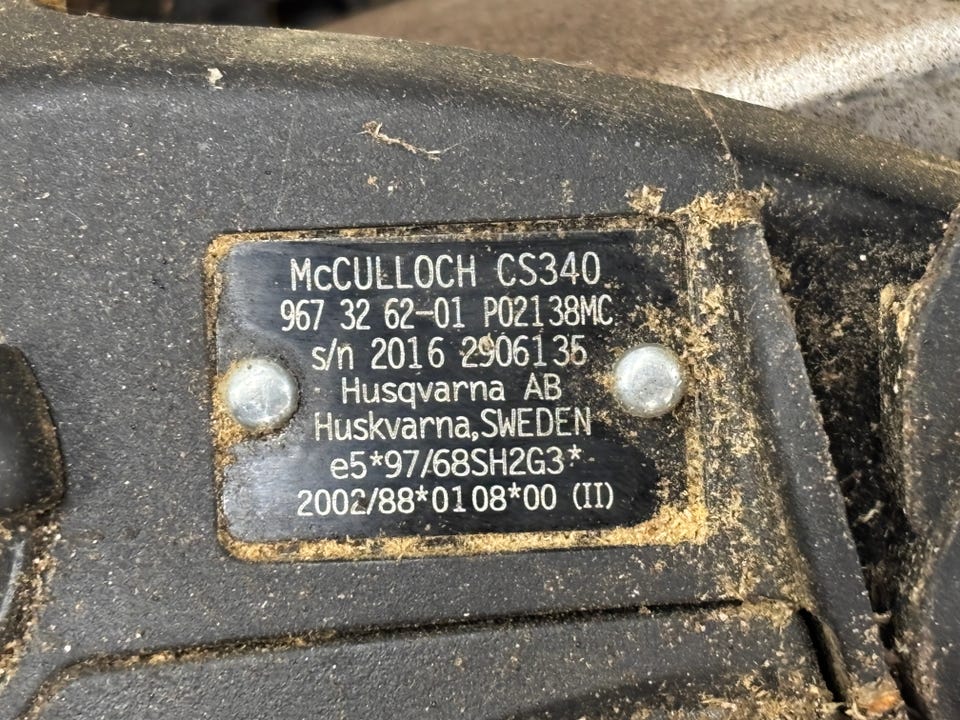 McCULLOCH CS340
967 32 62-01 P02138MC
s/n 2016 2906135
Husqvarna AB
Huskvarna,SWEDEN
e5*97/68SH2G3*
2002/88*0108*00 (II)